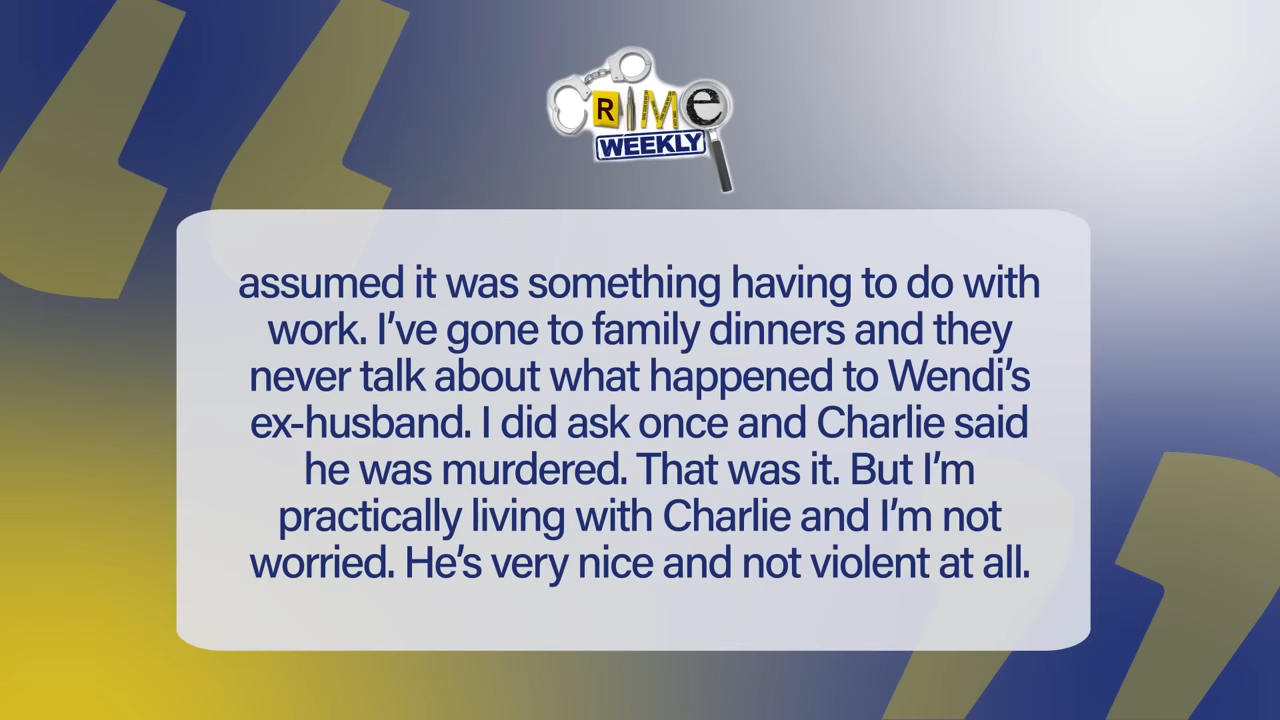 CRIMe
WEEKLY
assumed it was something having to do with
work. I’ve gone to family dinners and they
never talk about what happened to Wendi’s
ex-husband. I did ask once and Charlie said
he was murdered. That was it. But I’m
practically living with Charlie and I’m not
worried. He’s very nice and not violent at all.